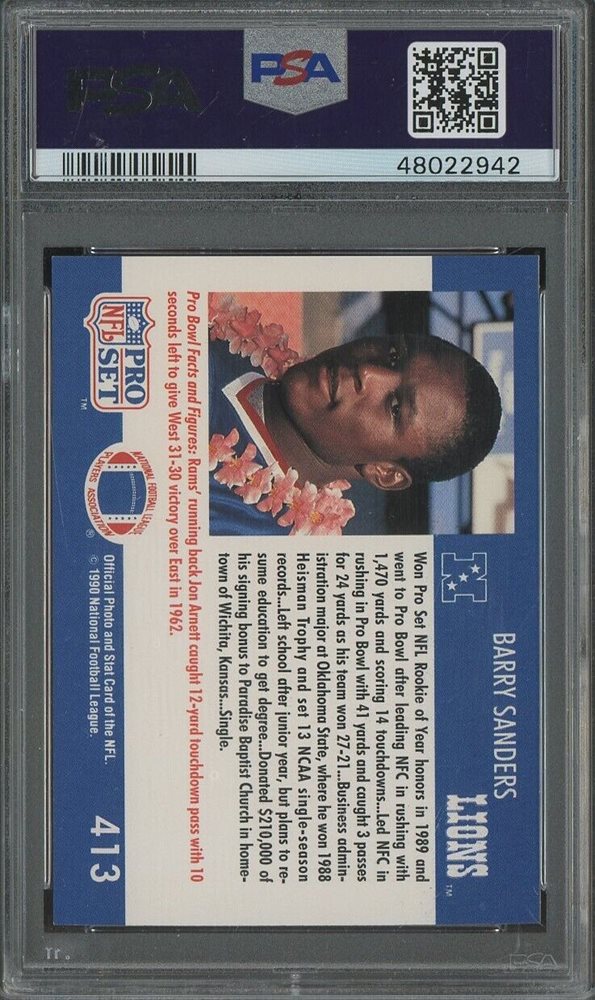 PSA
PSA
48022942
BARRY SANDERS
LIONS
TM
N
Won Pro Set NFL Rookie of Year honors in 1989 and
went to Pro Bowl after leading NFC in rushing with
1,470 yards and scoring 14 touchdowns...Led NFC in
rushing in Pro Bowl with 41 yards and caught 3 passes
for 24 yards as his team won 27-21...Business admin-
istration major at Oklahoma State, where he won 1988
Heisman Trophy and set 13 NCAA single-season
records...Left school after junior year, but plans to re-
sume education to get degree...Donated $210,000 of
his signing bonus to Paradise Baptist Church in home-
town of Wichita, Kansas...Single.
Pro Bowl Facts and Figures: Rams' running back Jon Arnett caught 12-yard touchdown pass with 10
seconds left to give West 31-30 victory over East in 1962.
PRO
NFL SET
TM
NATIONAL FOOTBALL LEAGUE
PLAYERS ASSOCIATION
®
Official Photo and Stat Card of the NFL.
© 1990 National Football League.
413
PSA